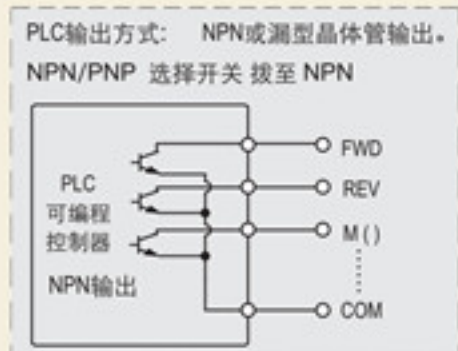 PLC输出方式: NPN或漏型晶体管输出。
NPN/PNP 选择开关 拨至 NPN
FWD
PLC
可编程
控制器
REV
M ( )
NPN输出
COM